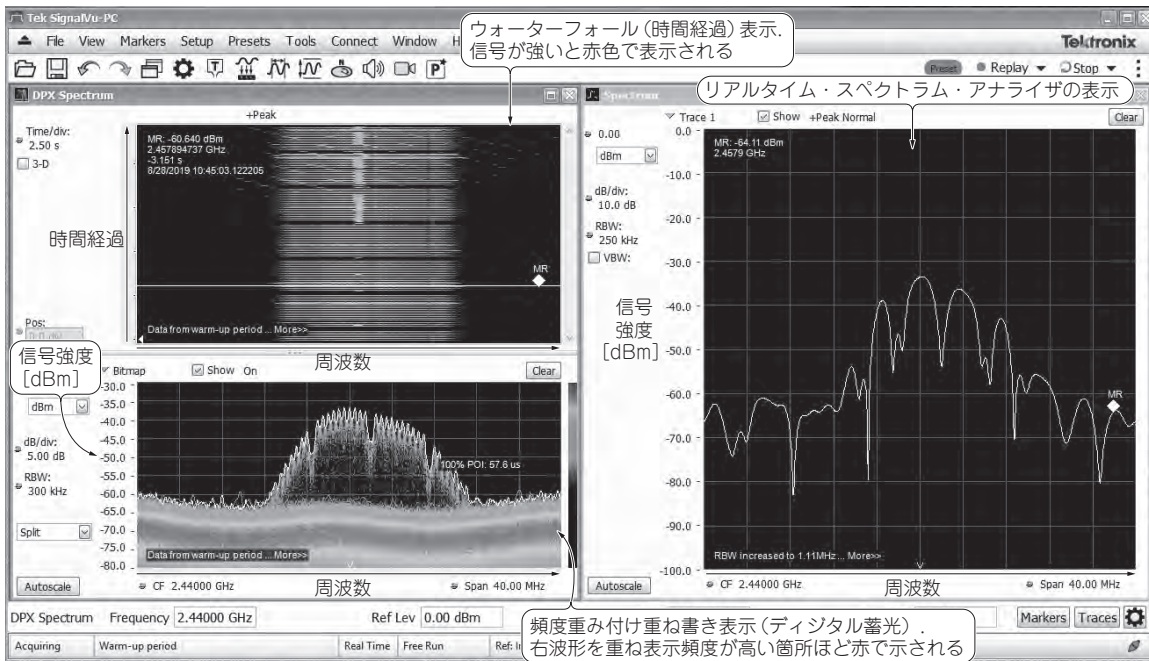 Tek SignalVu-PC
File View Markers Setup Presets Tools Connect Window H
Tektronix
Preset Replay Stop
ウォーターフォール(時間経過)表示.
信号が強いと赤色で表示される
DPX Spectrum
+Peak
Time/div:
2.50 s
3-D
MR: -60.640 dBm
2.457894737 GHz
-3.151 s
8/28/2019 10:45:03.122205
時間経過
MR
Pos:
Data from warm-up period ... More>>
周波数
信号強度
[dBm]
Bitmap
Show On
Clear
dBm
dB/div:
5.00 dB
RBW:
300 kHz
Split
-30.0
-35.0
-40.0
-45.0
-50.0
-55.0
-60.0
-65.0
-70.0
-75.0
-80.0
100% POI: 57.6 us
Data from warm-up period ... More>>
Autoscale
CF 2.44000 GHz
周波数
Span 40.00 MHz
Spectrum
リアルタイム・スペクトラム・アナライザの表示
Trace 1
Show +Peak Normal
Clear
0.00
dBm
dB/div:
10.0 dB
RBW:
250 kHz
VBW:
信号
強度
[dBm]
0.0
-10.0
-20.0
-30.0
-40.0
-50.0
-60.0
-70.0
-80.0
-90.0
-100.0
MR: -64.11 dBm
2.4579 GHz
MR
RBW increased to 1.11MHz ... More>>
Autoscale
CF 2.44000 GHz
周波数
Span 40.00 MHz
DPX Spectrum Frequency 2.44000 GHz Ref Lev 0.00 dBm
Markers Traces
頻度重み付け重ね書き表示(ディジタル蓄光).
右波形を重ね表示頻度が高い箇所ほど赤で示される
Acquiring Warm-up period Real Time Free Run Ref: In